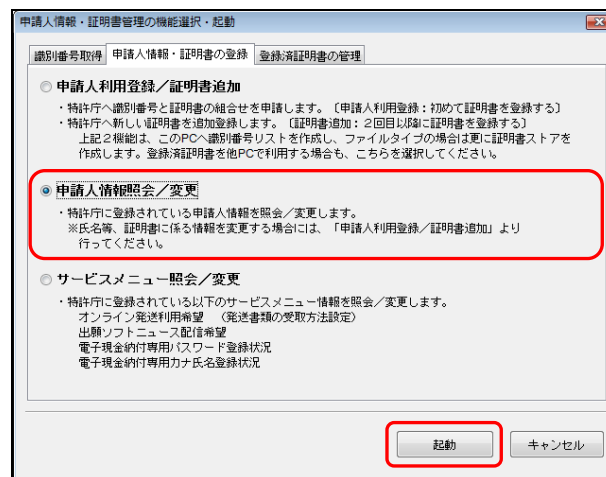 申請人情報・証明書管理の機能選択・起動
識別番号取得 申請人情報・証明書の登録 登録済証明書の管理
申請人利用登録／証明書追加
・特許庁へ識別番号と証明書の組合せを申請します。〔申請人利用登録：初めて証明書を登録する〕
・特許庁へ新しい証明書を追加登録します。〔証明書追加：２回目以降に証明書を登録する〕
上記２機能は、このPCへ識別番号リストを作成し、ファイルタイプの場合は更に証明書ストアを
作成します。登録済証明書を他PCで利用する場合も、こちらを選択してください。
申請人情報照会／変更
・特許庁に登録されている申請人情報を照会／変更します。
※氏名等、証明書に係る情報を変更する場合には、「申請人利用登録／証明書追加」より
行ってください。
サービスメニュー照会／変更
・特許庁に登録されている以下のサービスメニュー情報を照会／変更します。
オンライン発送利用希望 （発送書類の受取方法設定）
出願ソフトニュース配信希望
電子現金納付専用パスワード登録状況
電子現金納付専用カナ氏名登録状況
起動 キャンセル